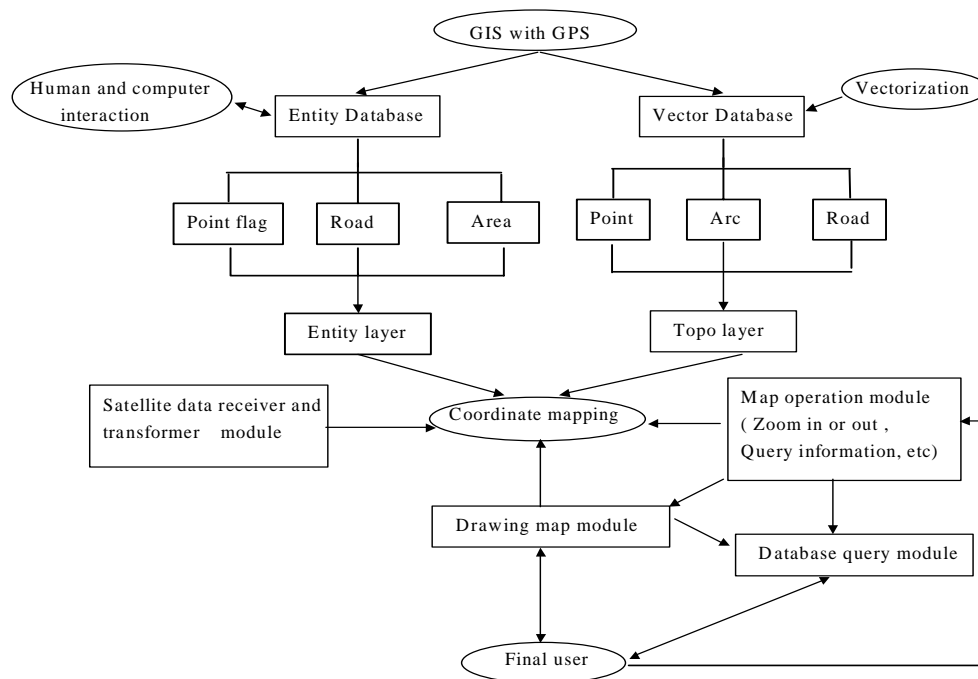 GIS with GPS
Human and computer
interaction
Vectorization
Entity Database
Vector Database
Point flag
Road
Area
Point
Arc
Road
Entity layer
Topo layer
Satellite data receiver and
transformer module
Coordinate mapping
Map operation module
( Zoom in or out ,
Query information, etc)
Drawing map module
Database query module
Final user